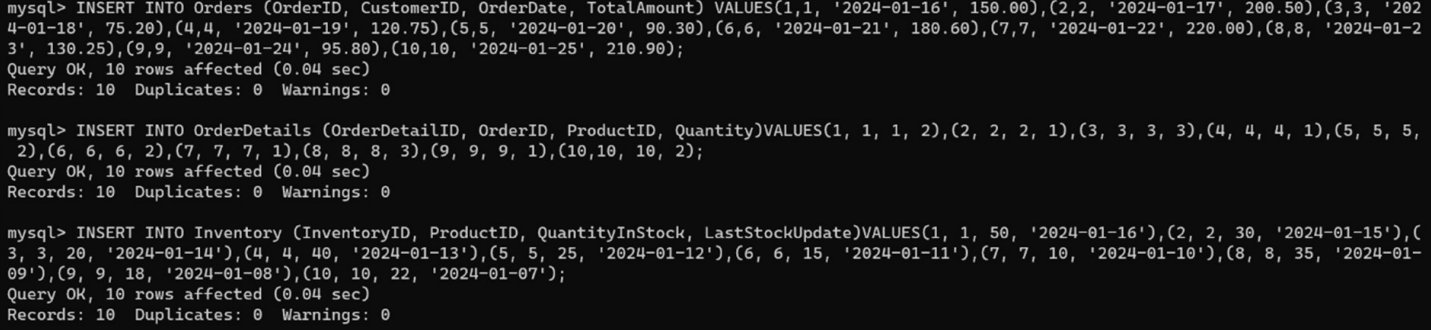 mysql> INSERT INTO Orders (OrderID, CustomerID, OrderDate, TotalAmount) VALUES(1,1, '2024-01-16', 150.00),(2,2, '2024-01-17', 200.50),(3,3, '202
4-01-18', 75.20),(4,4, '2024-01-19', 120.75),(5,5, '2024-01-20', 90.30),(6,6, '2024-01-21', 180.60),(7,7, '2024-01-22', 220.00),(8,8, '2024-01-2
3', 130.25),(9,9, '2024-01-24', 95.80),(10,10, '2024-01-25', 210.90);
Query OK, 10 rows affected (0.04 sec)
Records: 10  Duplicates: 0  Warnings: 0

mysql> INSERT INTO OrderDetails (OrderDetailID, OrderID, ProductID, Quantity)VALUES(1, 1, 1, 2),(2, 2, 2, 1),(3, 3, 3, 3),(4, 4, 4, 1),(5, 5, 5,
 2),(6, 6, 6, 2),(7, 7, 7, 1),(8, 8, 8, 3),(9, 9, 9, 1),(10,10, 10, 2);
Query OK, 10 rows affected (0.04 sec)
Records: 10  Duplicates: 0  Warnings: 0

mysql> INSERT INTO Inventory (InventoryID, ProductID, QuantityInStock, LastStockUpdate)VALUES(1, 1, 50, '2024-01-16'),(2, 2, 30, '2024-01-15'),(
3, 3, 20, '2024-01-14'),(4, 4, 40, '2024-01-13'),(5, 5, 25, '2024-01-12'),(6, 6, 15, '2024-01-11'),(7, 7, 10, '2024-01-10'),(8, 8, 35, '2024-01-
09'),(9, 9, 18, '2024-01-08'),(10, 10, 22, '2024-01-07');
Query OK, 10 rows affected (0.04 sec)
Records: 10  Duplicates: 0  Warnings: 0